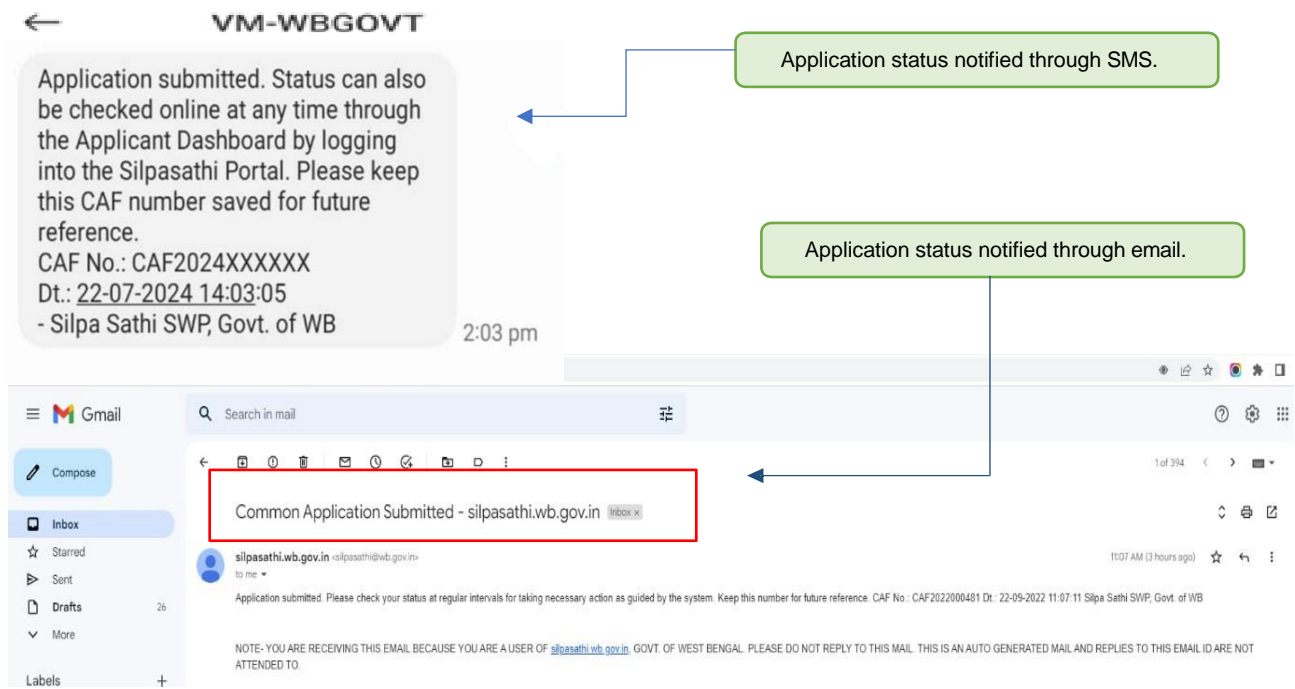 VM-WBGOVT
Application submitted. Status can also
be checked online at any time through
the Applicant Dashboard by logging
into the Silpasathi Portal. Please keep
this CAF number saved for future
reference.
CAF No.: CAF2024XXXXXX
Dt.: 22-07-2024 14:03:05
- Silpa Sathi SWP, Govt. of WB
2:03 pm
Application status notified through SMS.
Application status notified through email.
Gmail
Search in mail
Compose
1 of 394
Common Application Submitted - silpasathi.wb.gov.in Inbox x
Inbox
Starred
Sent
Drafts 26
More
Labels +
silpasathi.wb.gov.in <silpasathi@wb.gov.in>
11:07 AM (3 hours ago)
to me
Application submitted. Please check your status at regular intervals for taking necessary action as guided by the system. Keep this number for future reference. CAF No.: CAF2022000481 Dt.: 22-09-2022 11:07:11 Silpa Sathi SWP, Govt. of WB
NOTE- YOU ARE RECEIVING THIS EMAIL BECAUSE YOU ARE A USER OF silpasathi.wb.gov.in, GOVT. OF WEST BENGAL. PLEASE DO NOT REPLY TO THIS MAIL. THIS IS AN AUTO GENERATED MAIL AND REPLIES TO THIS EMAIL ID ARE NOT
ATTENDED TO.